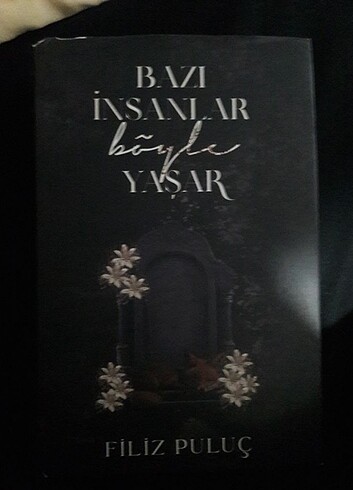 BAZI
İNSANLAR
böyle
YAŞAR
FİLİZ PULUÇ